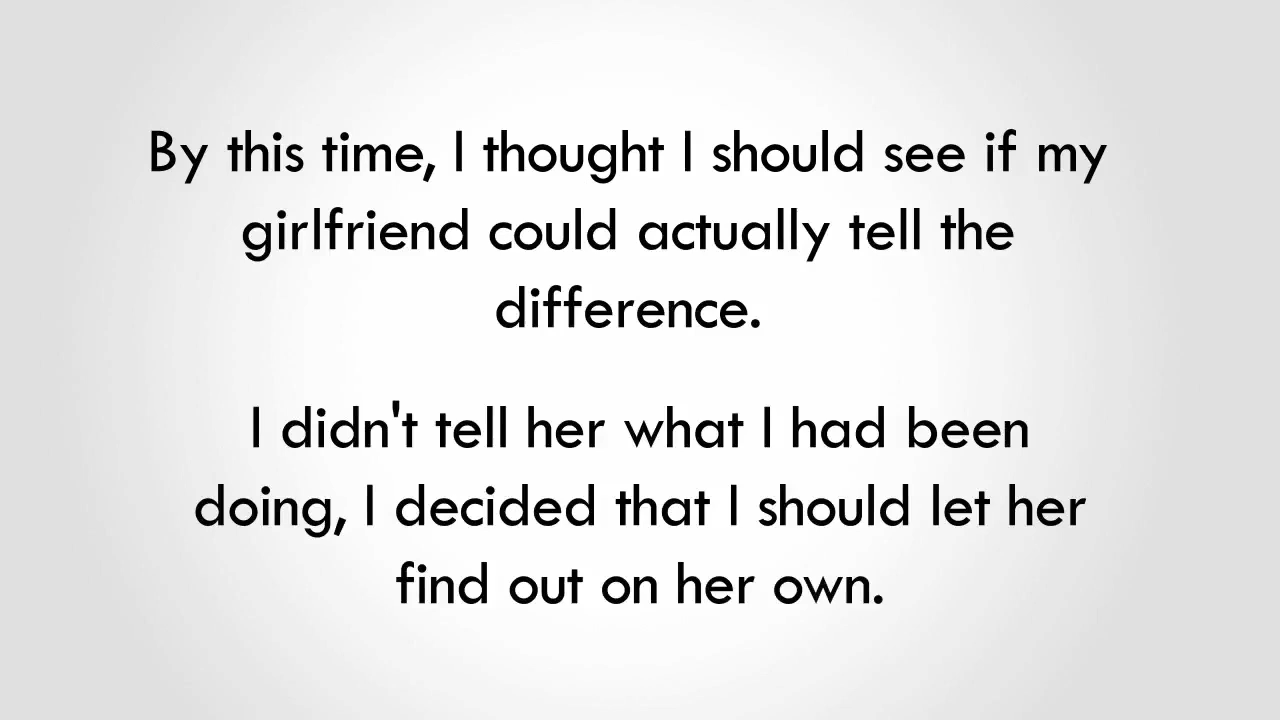 By this time, I thought I should see if my
girlfriend could actually tell the
difference.
I didn't tell her what I had been
doing, I decided that I should let her
find out on her own.